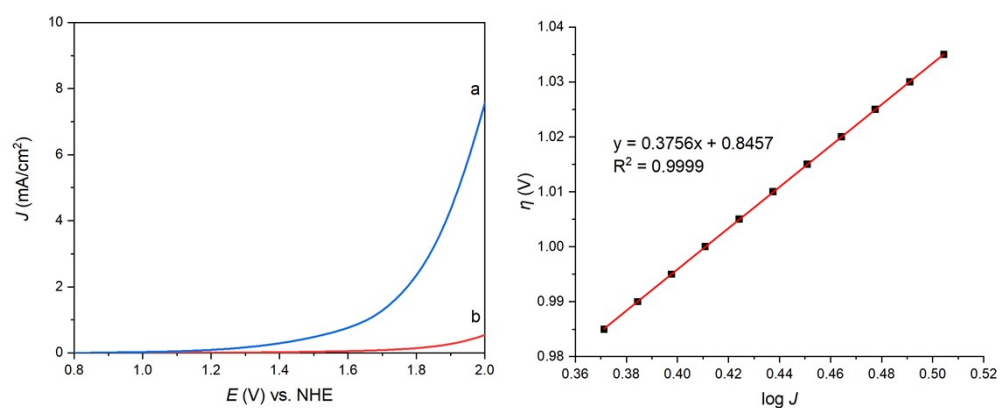 10
8
6
4
2
0
J (mA/cm²)
a
b
0.8 1.0 1.2 1.4 1.6 1.8 2.0
E (V) vs. NHE
1.04
1.03
1.02
1.01
1.00
0.99
0.98
η (V)
y = 0.3756x + 0.8457
R² = 0.9999
0.36 0.38 0.40 0.42 0.44 0.46 0.48 0.50 0.52
log J